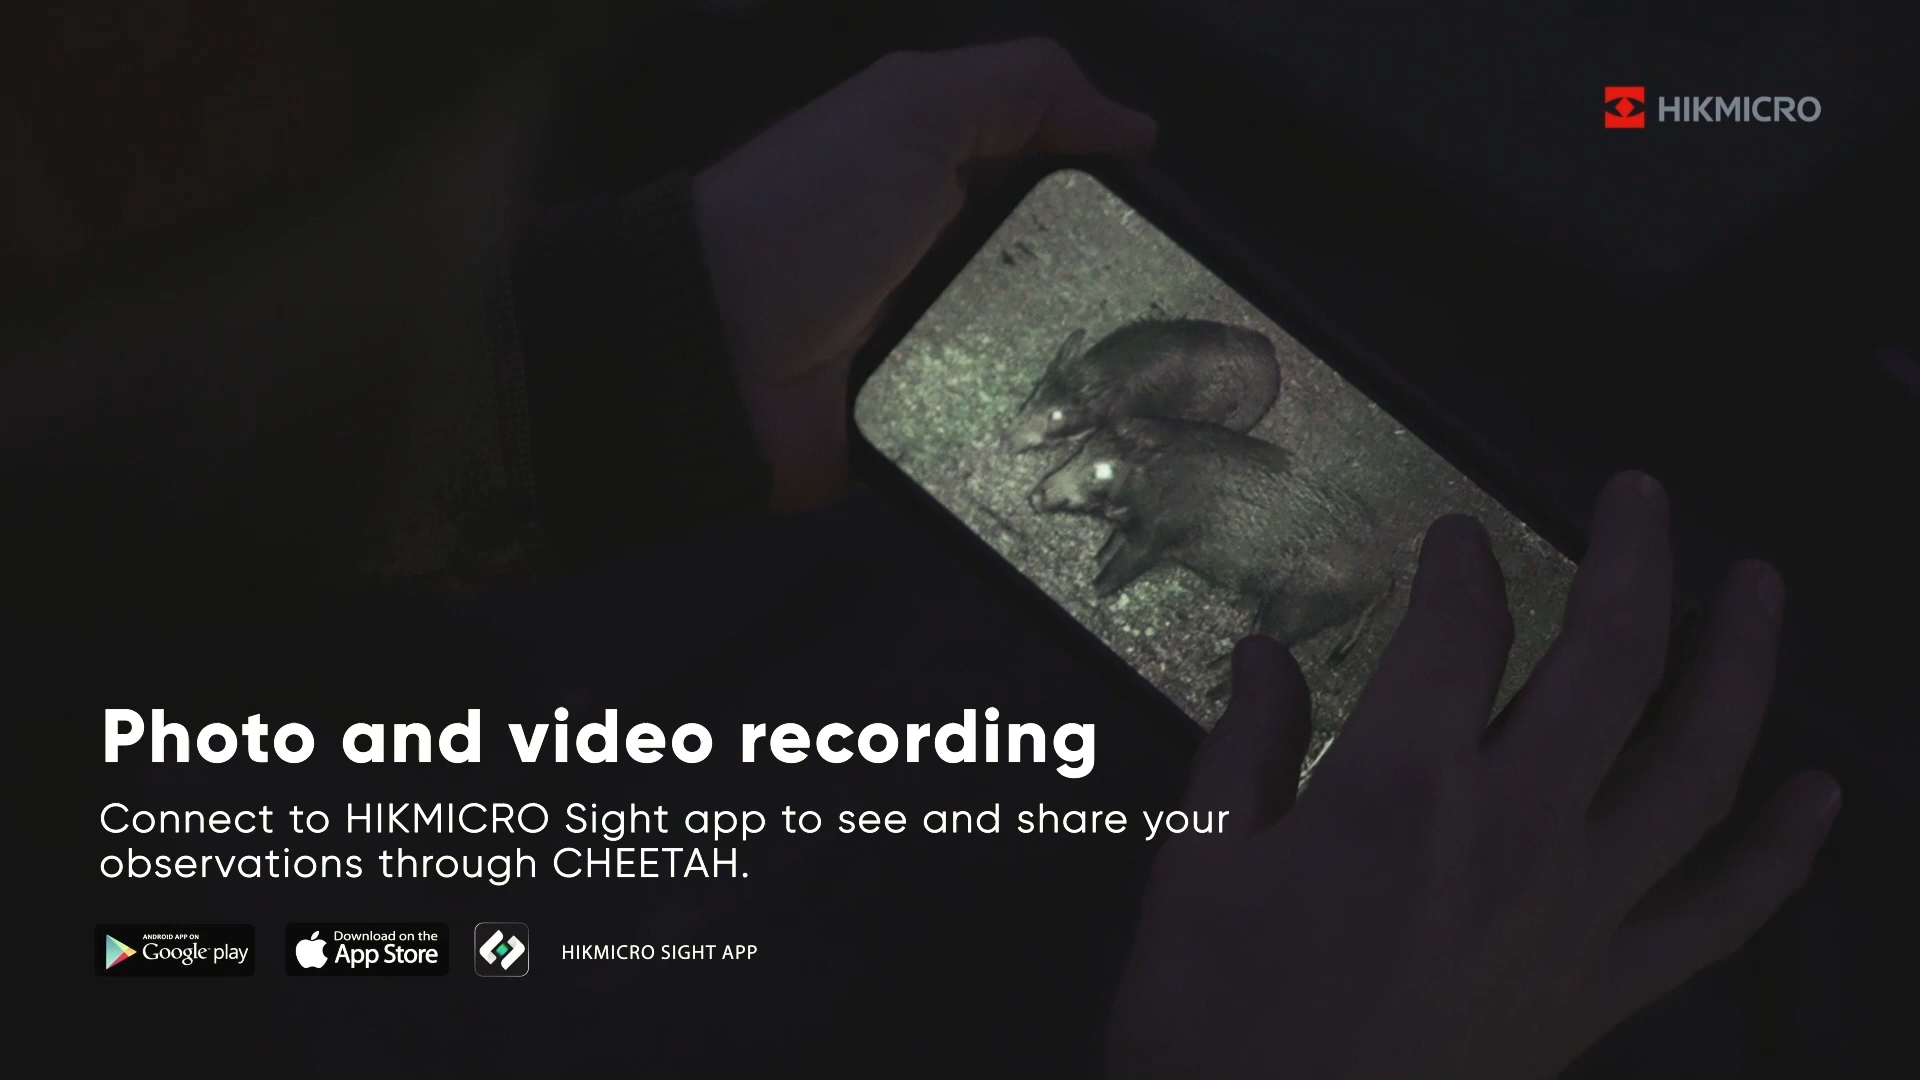 HIKMICRO
Photo and video recording
Connect to HIKMICRO Sight app to see and share your
observations through CHEETAH.
ANDROID APP ON
Google play
Download on the
App Store
HIKMICRO SIGHT APP